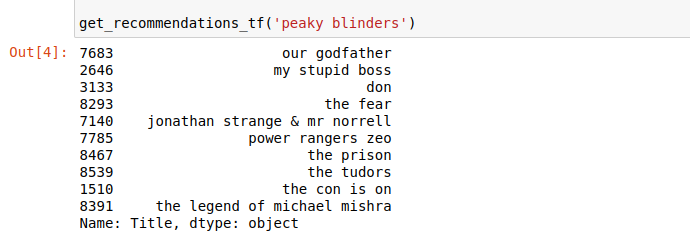 get_recommendations_tf('peaky blinders')
Out[4]: 7683 our godfather
2646 my stupid boss
3133 don
8293 the fear
7140 jonathan strange & mr norrell
7785 power rangers zeo
8467 the prison
8539 the tudors
1510 the con is on
8391 the legend of michael mishra
Name: Title, dtype: object